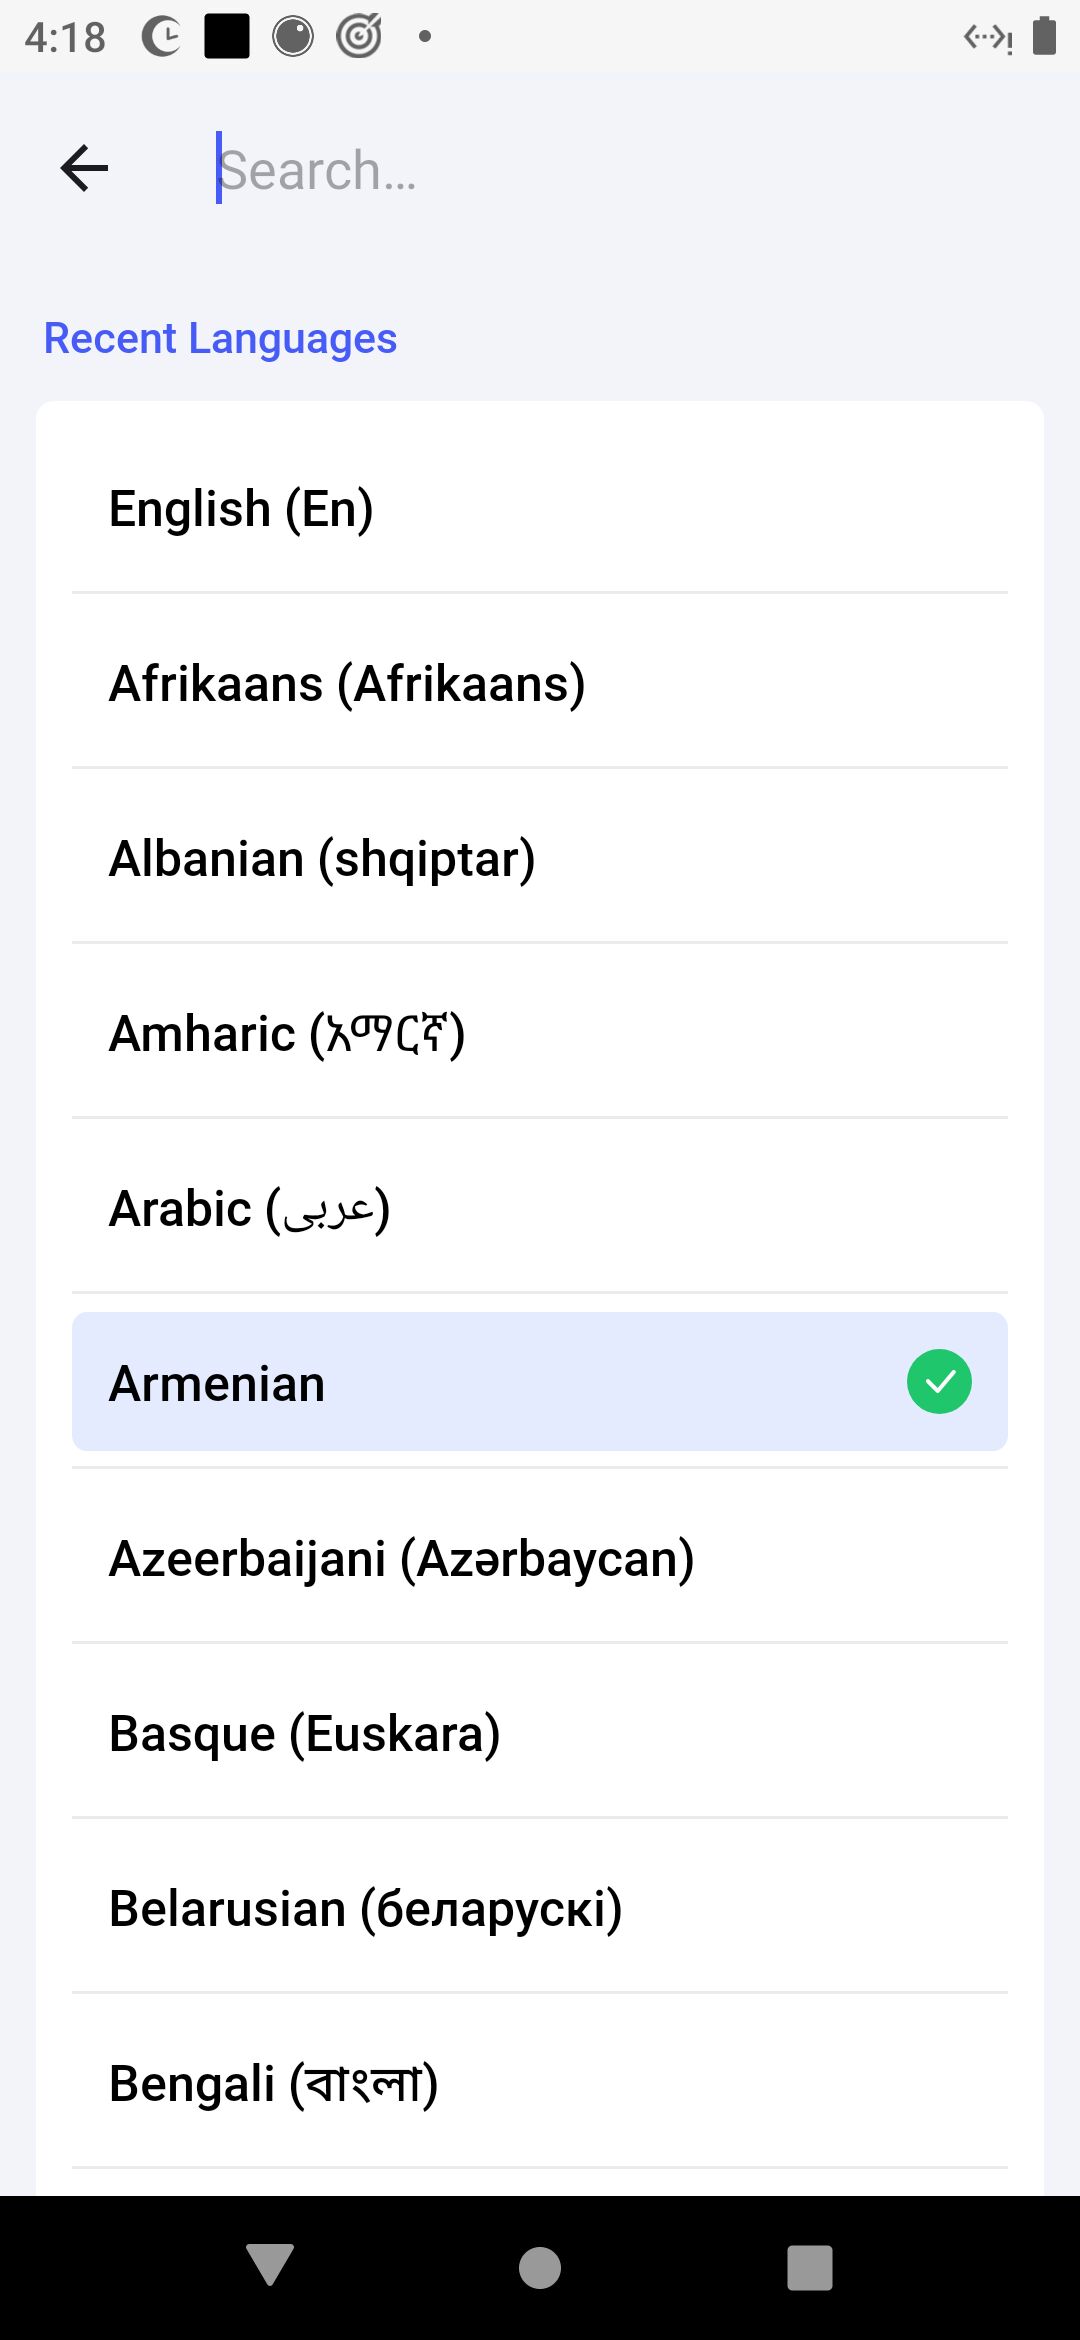 4:18
Search...
Recent Languages
English (En)
Afrikaans (Afrikaans)
Albanian (shqiptar)
Amharic (አማርኛ)
Arabic (عربى)
Armenian
Azeerbaijani (Azərbaycan)
Basque (Euskara)
Belarusian (беларускі)
Bengali (বাংলা)